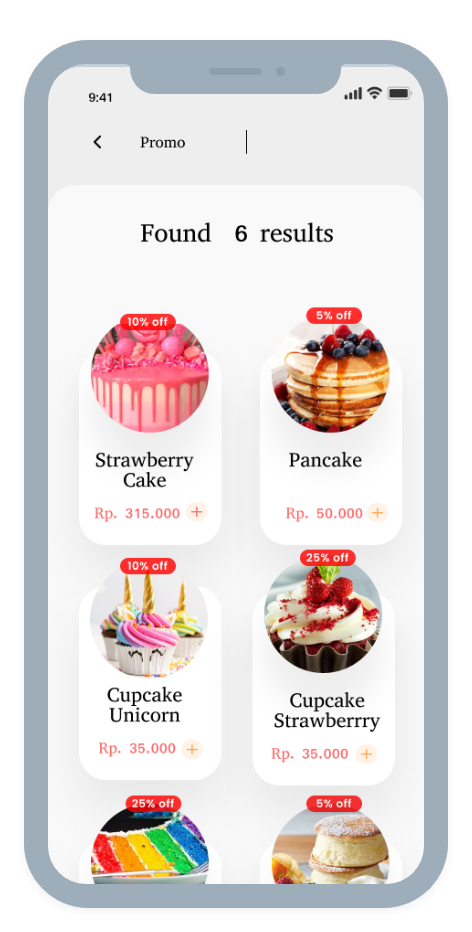 9:41
Promo
Found 6 results
10% off
5% off
Strawberry
Cake
Pancake
Rp. 315.000 +
Rp. 50.000 +
10% off
25% off
Cupcake
Unicorn
Cupcake
Strawberrry
Rp. 35.000 +
Rp. 35.000 +
25% off
5% off